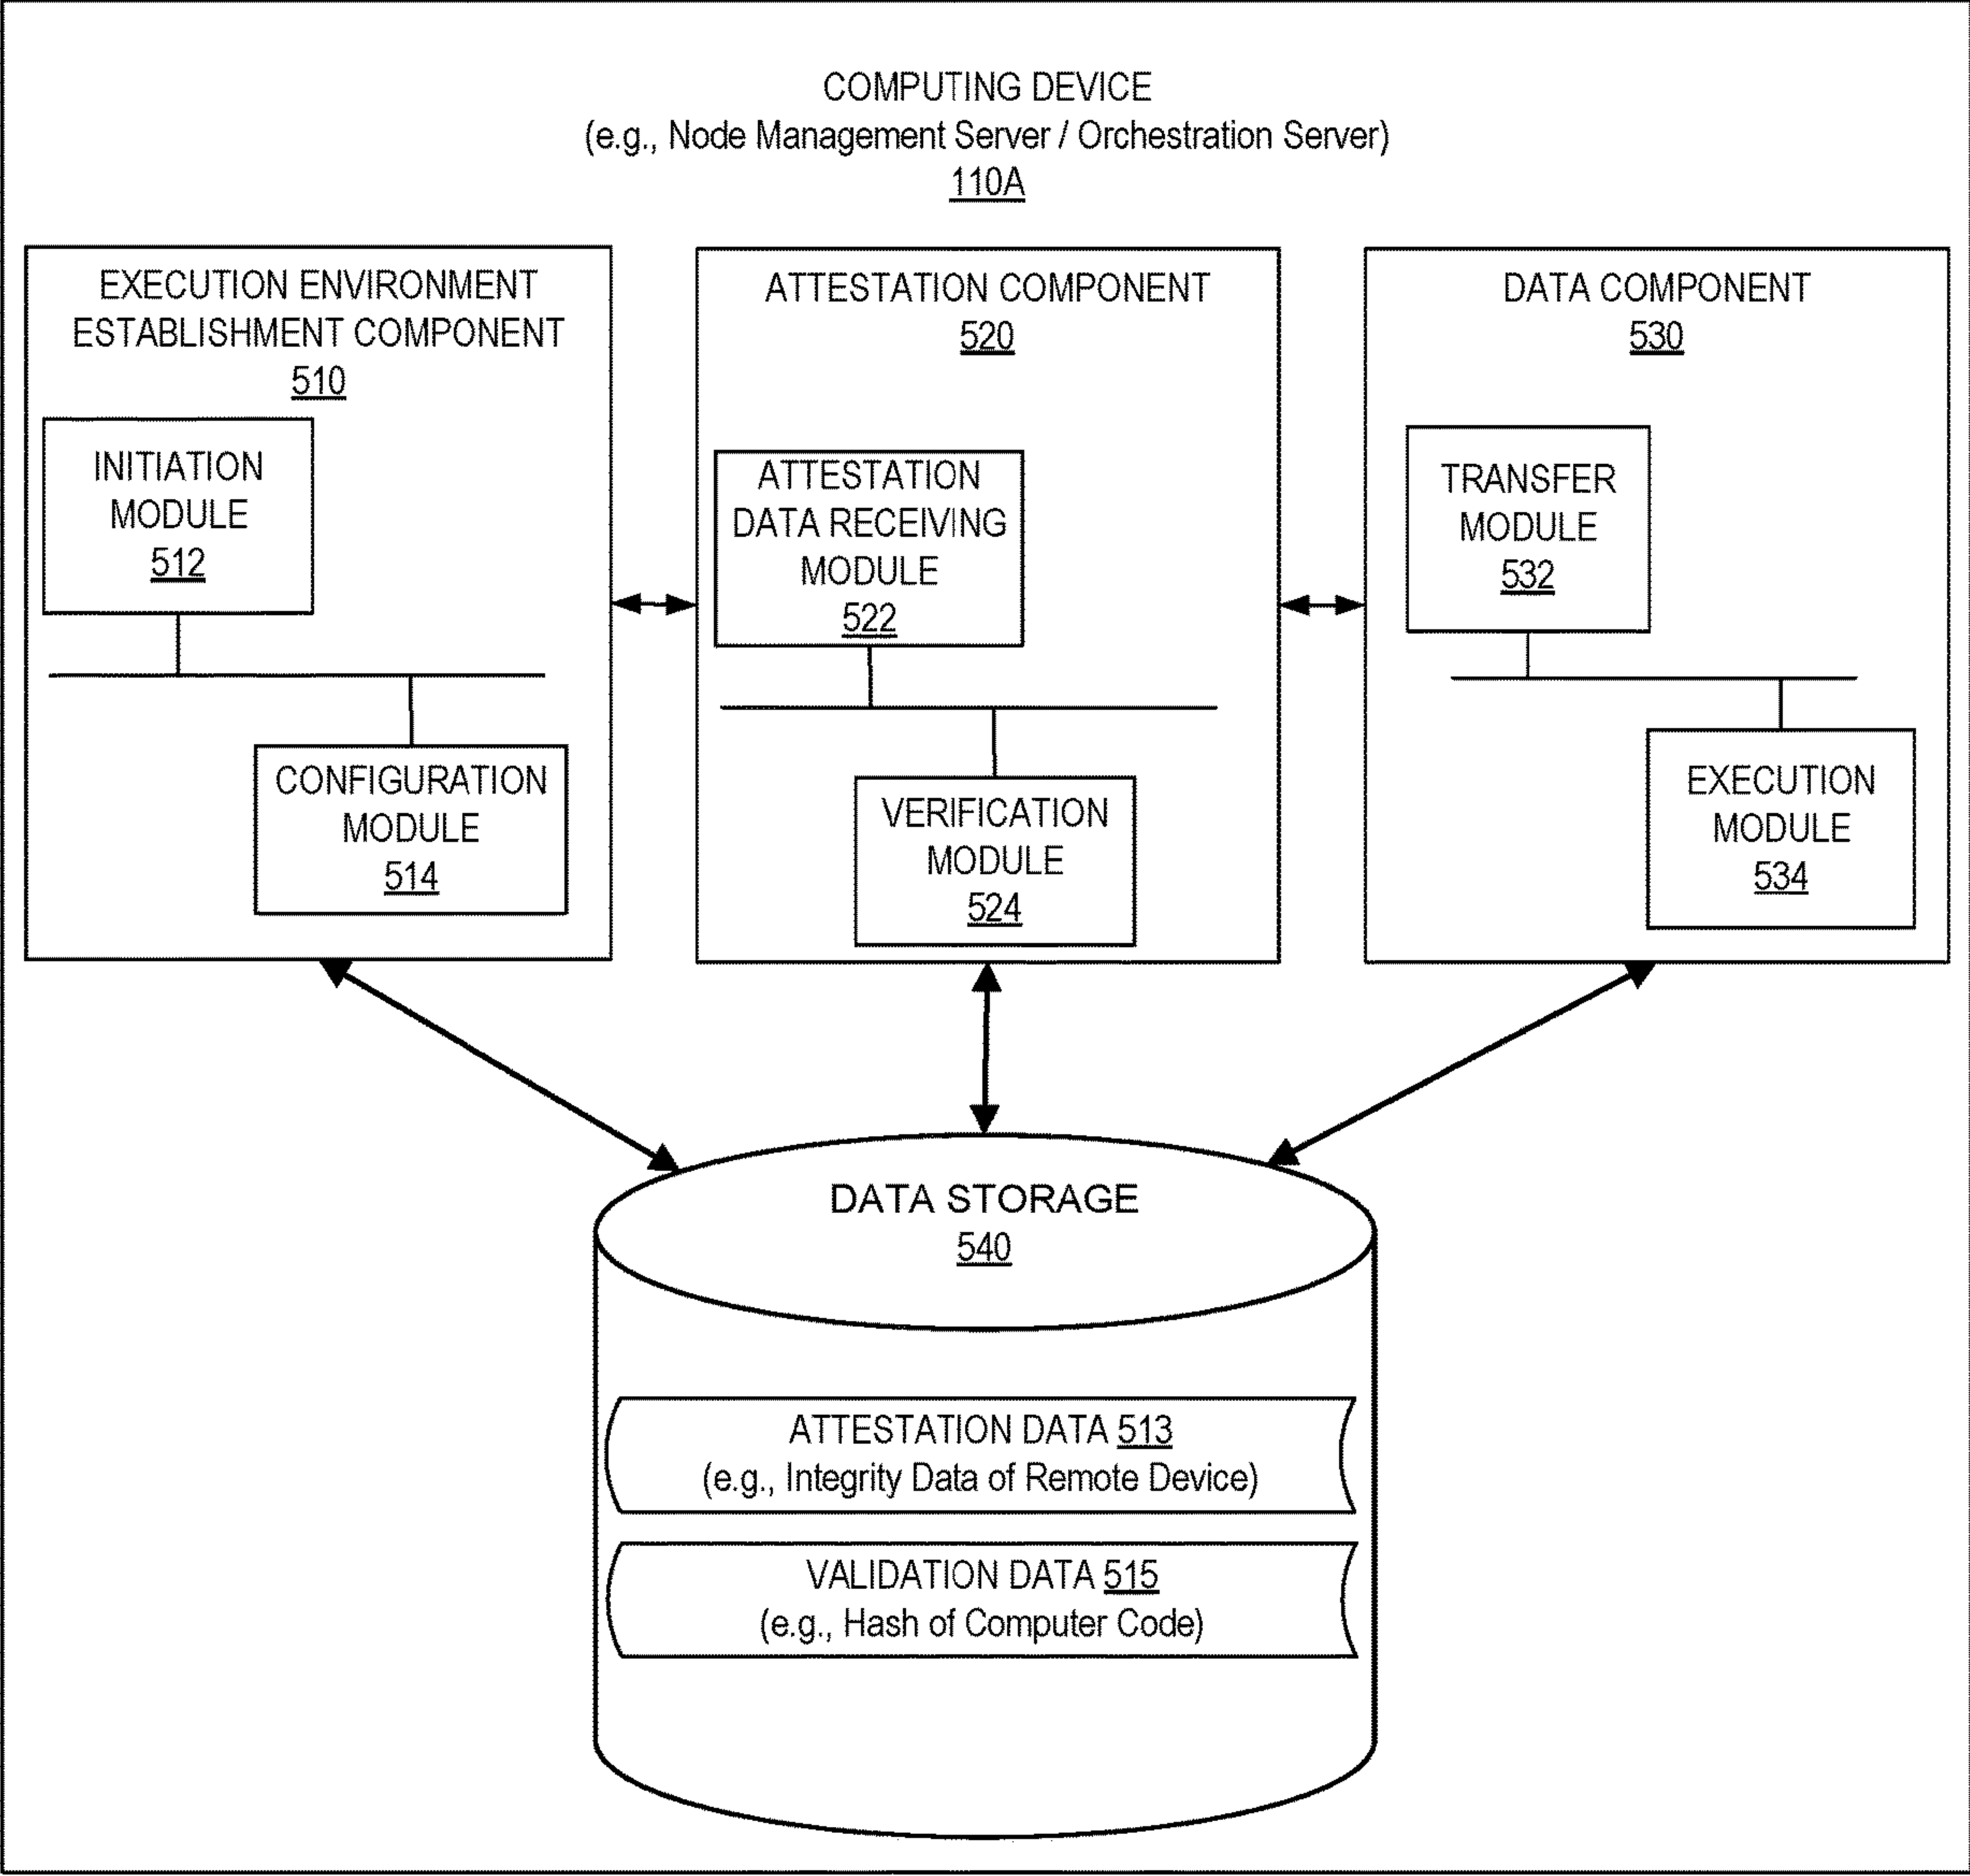 COMPUTING DEVICE
(e.g., Node Management Server / Orchestration Server)
110A
EXECUTION ENVIRONMENT
ESTABLISHMENT COMPONENT
510
INITIATION
MODULE
512
CONFIGURATION
MODULE
514
ATTESTATION COMPONENT
520
ATTESTATION
DATA RECEIVING
MODULE
522
VERIFICATION
MODULE
524
DATA COMPONENT
530
TRANSFER
MODULE
532
EXECUTION
MODULE
534
DATA STORAGE
540
ATTESTATION DATA 513
(e.g., Integrity Data of Remote Device)
VALIDATION DATA 515
(e.g., Hash of Computer Code)